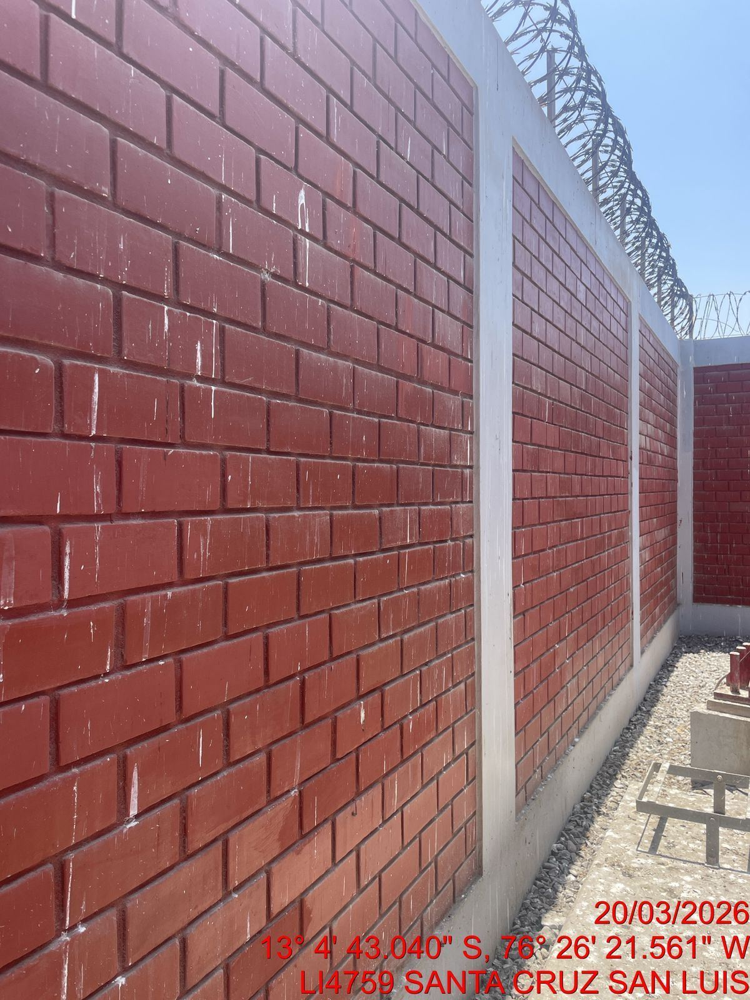 20/03/2026
13° 4' 43.040" S, 76° 26' 21.561" W
LI4759 SANTA CRUZ SAN LUIS